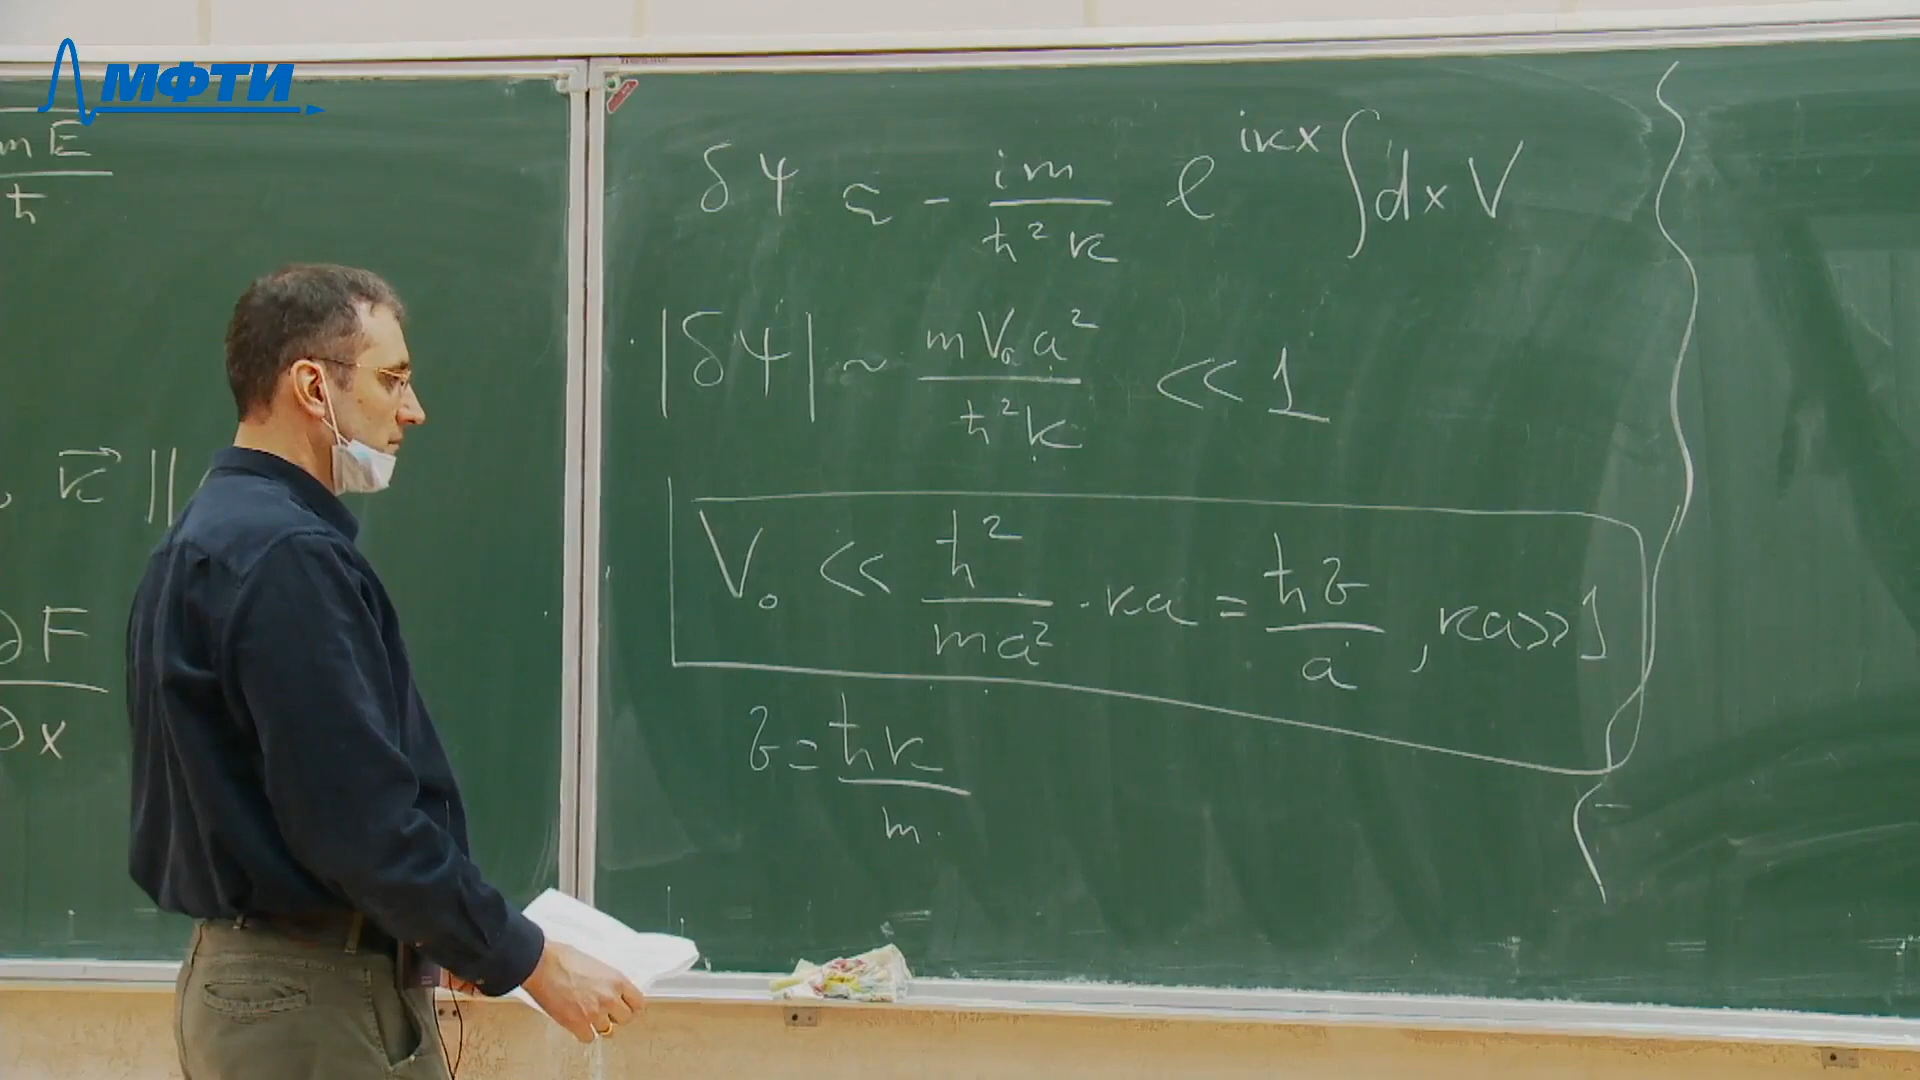 МФТИ
mE
ħ
, k⃗ ||
∂F
∂x
δψ ≈ - im/ħ²k e^{ikx} ∫dx V
|δψ| ~ mV₀a²/ħ²k << 1
V₀ << ħ²/ma² · ka = ħv/a , ka>>1
v = ħk/m